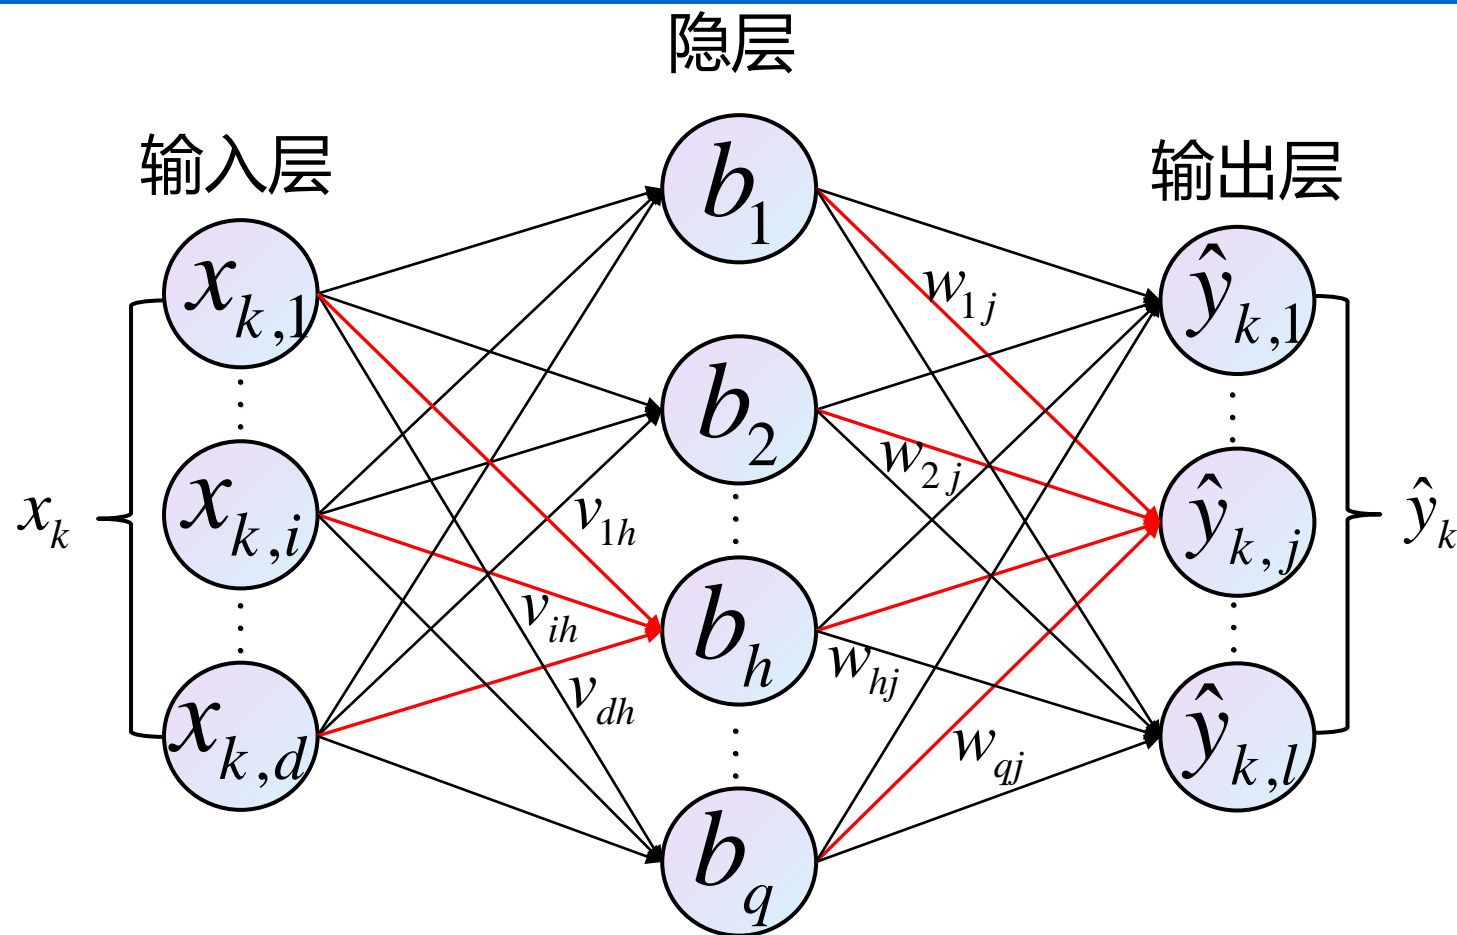 隐层
输入层
输出层
b_1
x_{k,1}
ŷ_{k,1}
w_{1j}
b_2
w_{2j}
x_k
x_{k,i}
v_{1h}
ŷ_{k,j}
ŷ_k
v_{ih}
b_h
w_{hj}
v_{dh}
x_{k,d}
w_{qj}
ŷ_{k,l}
b_q